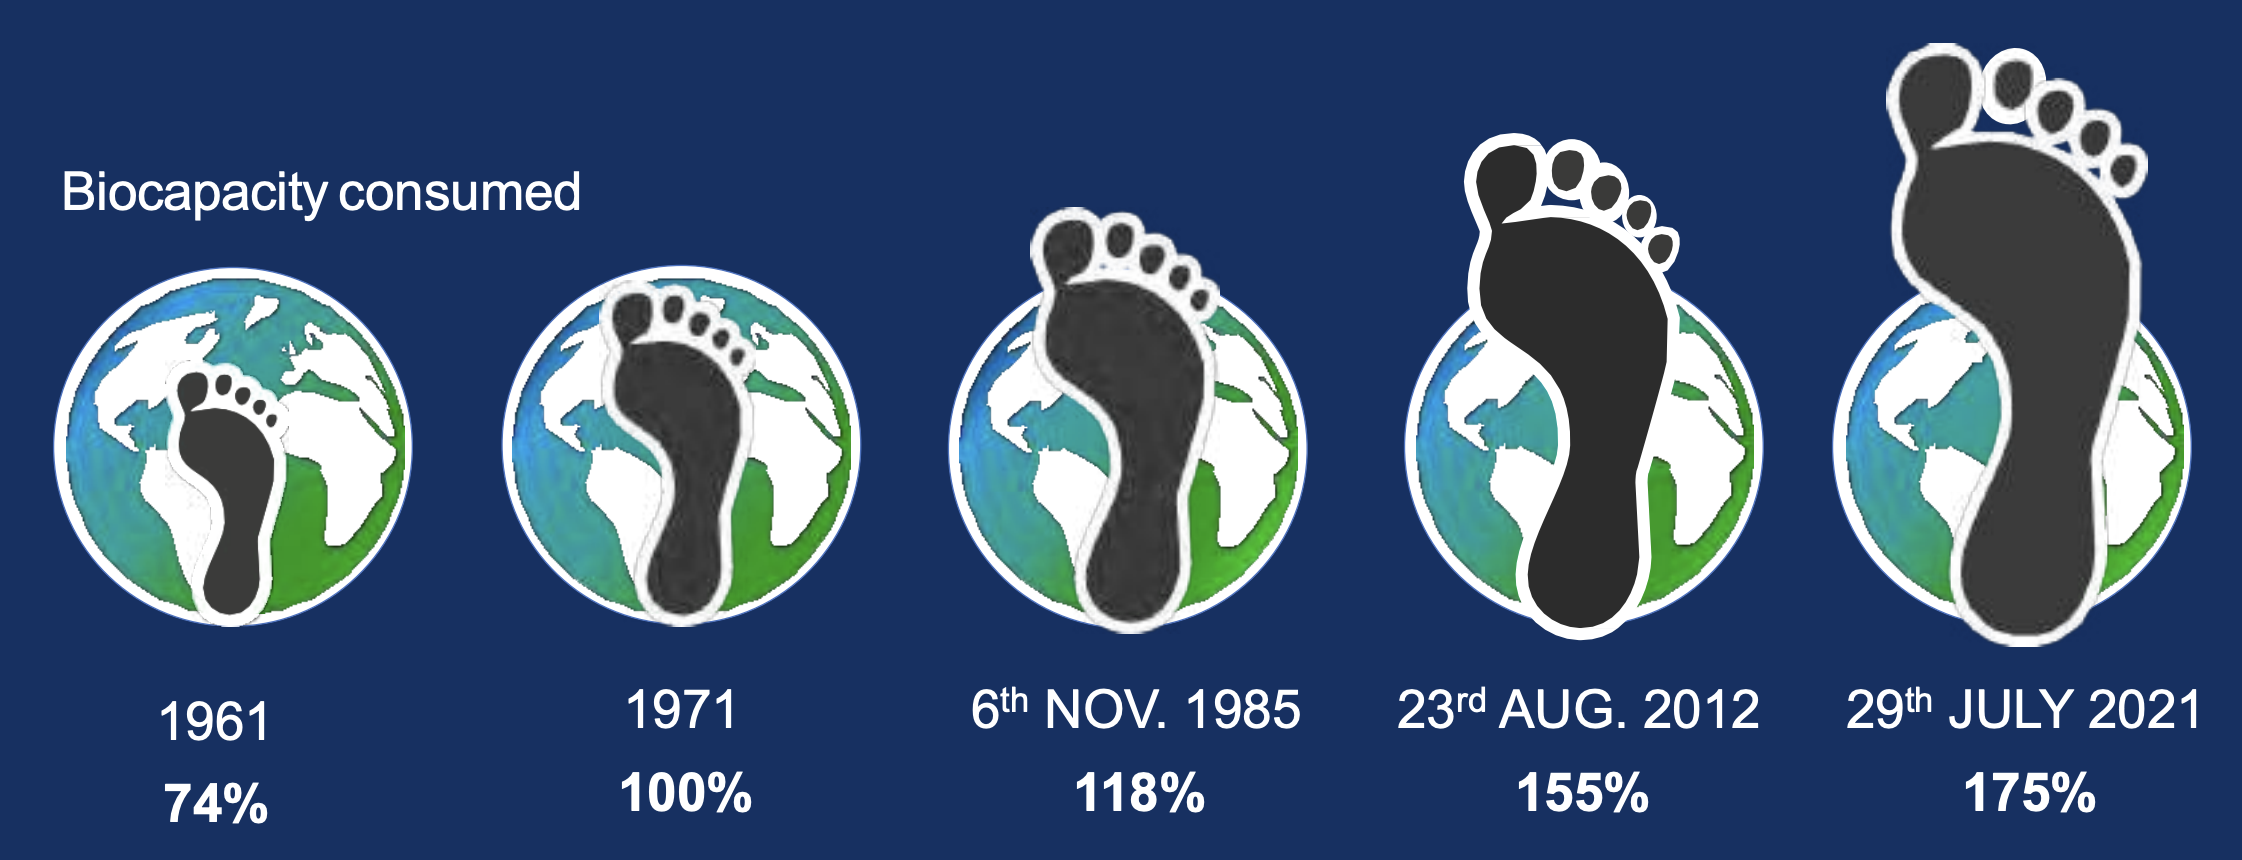 Biocapacity consumed
1961
74%
1971
100%
6th NOV. 1985
118%
23rd AUG. 2012
155%
29th JULY 2021
175%